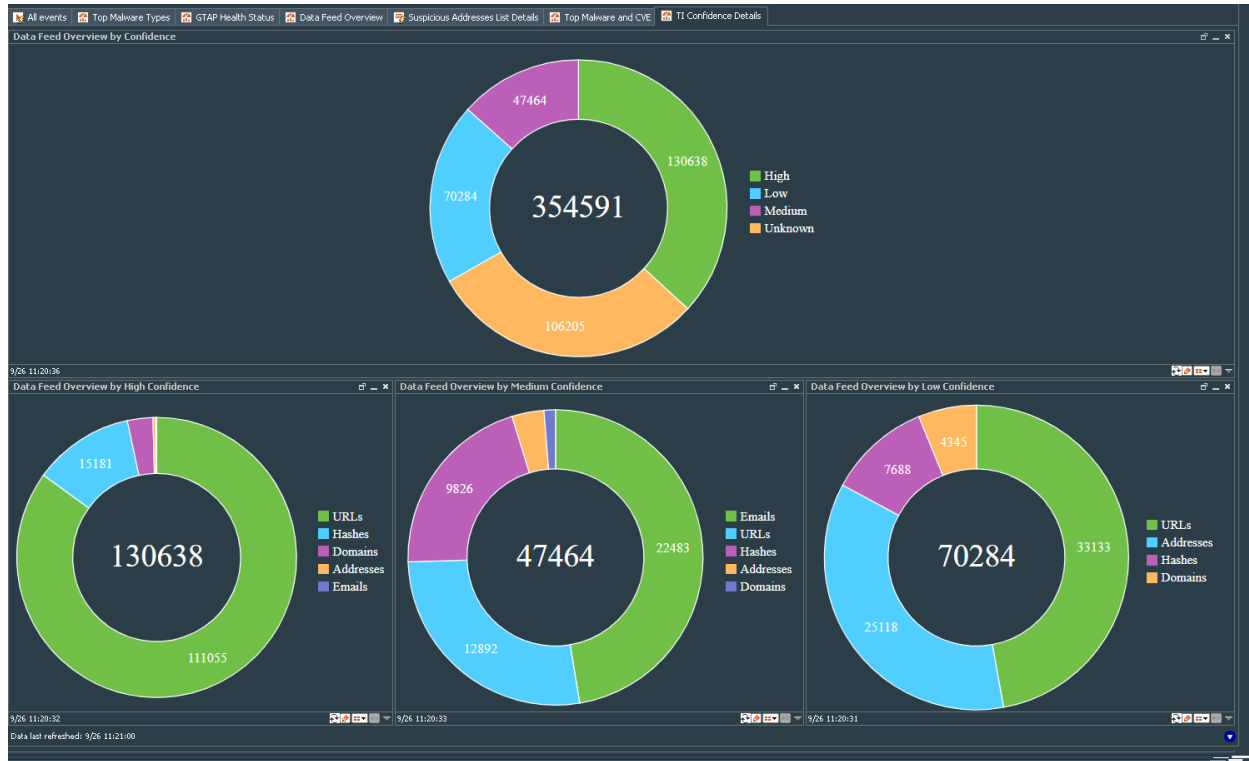 All events Top Malware Types GTAP Health Status Data Feed Overview Suspicious Addresses List Details Top Malware and CVE TI Confidence Details
Data Feed Overview by Confidence
47464
130638
70284
354591
106205
High
Low
Medium
Unknown
9/26 11:20:36
Data Feed Overview by High Confidence
15181
130638
111055
URLs
Hashes
Domains
Addresses
Emails
9/26 11:20:32
Data Feed Overview by Medium Confidence
9826
22483
47464
12892
Emails
URLs
Hashes
Addresses
Domains
9/26 11:20:33
Data Feed Overview by Low Confidence
4345
7688
33133
70284
25118
URLs
Addresses
Hashes
Domains
9/26 11:20:31
Data last refreshed: 9/26 11:21:00